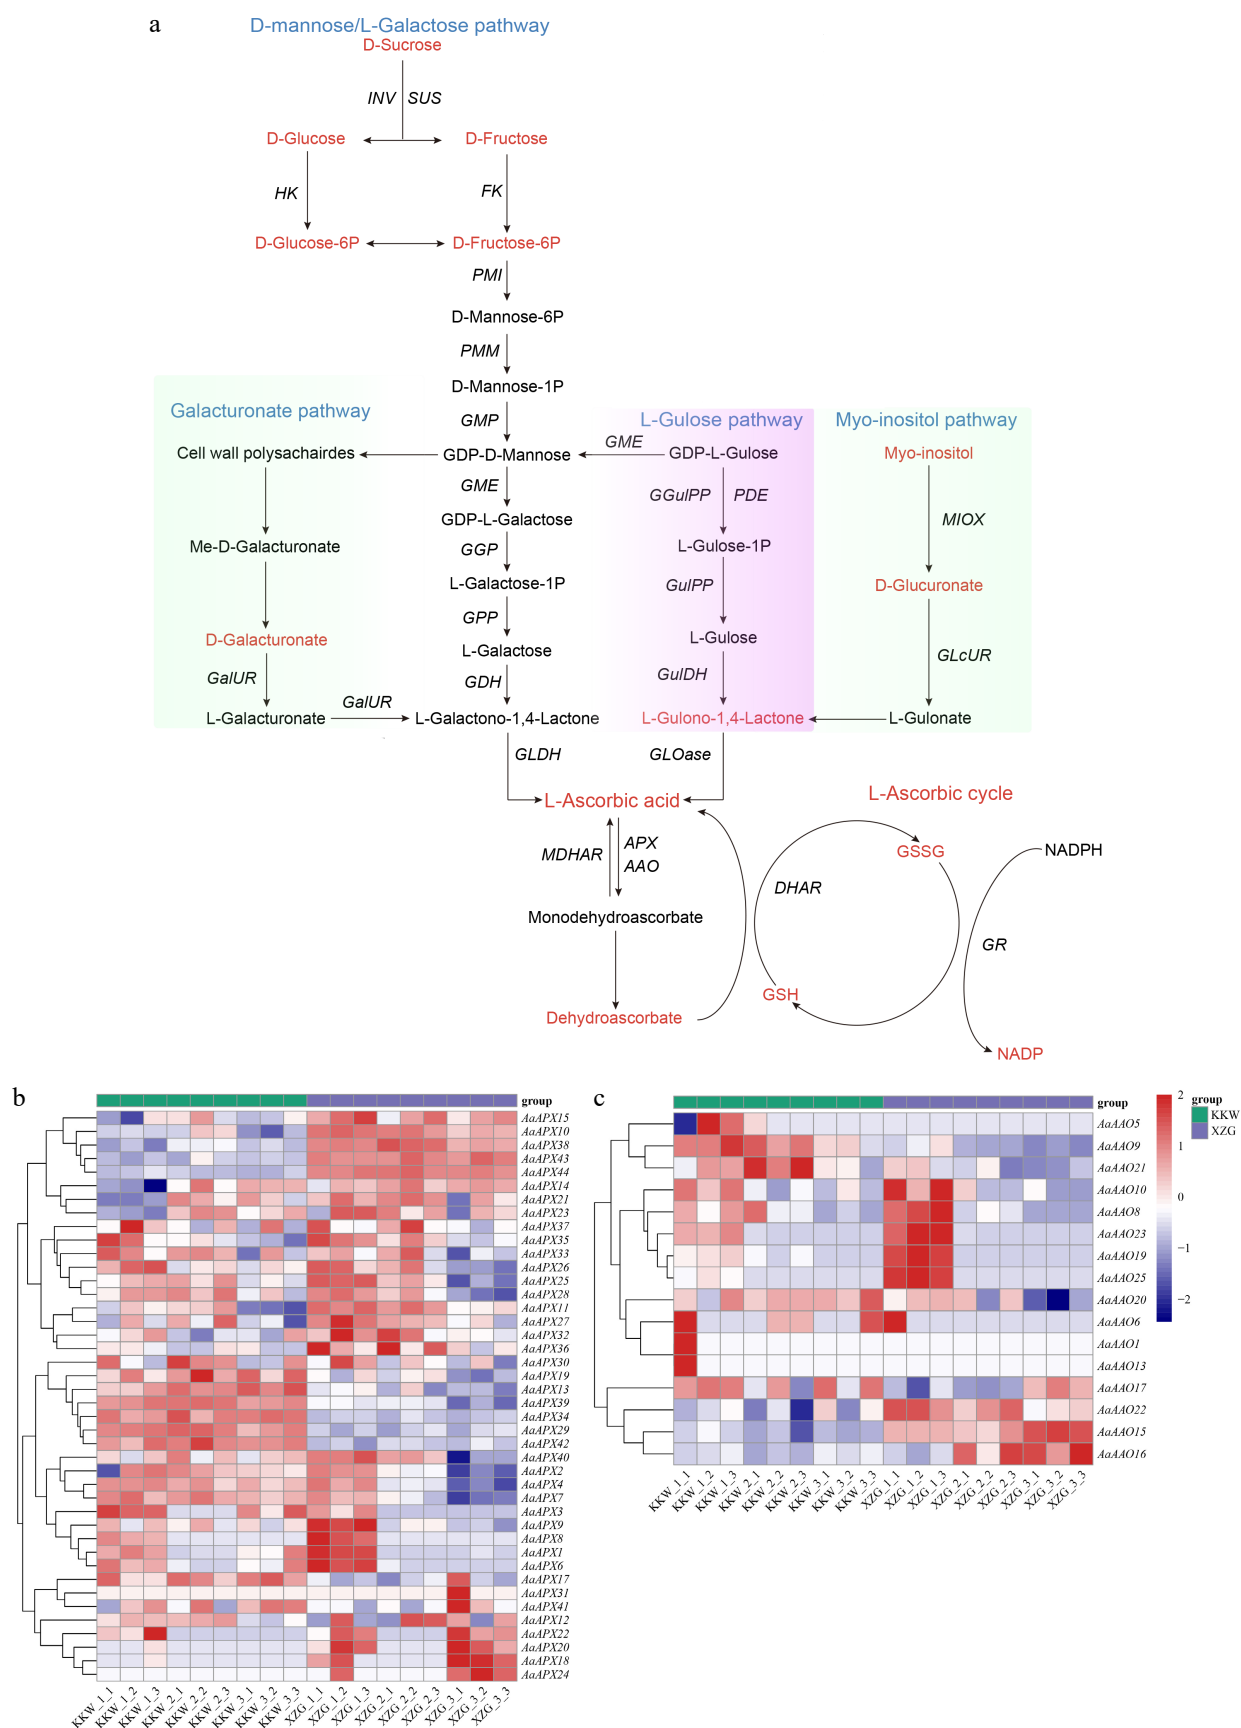 a
D-mannose/L-Galactose pathway
D-Sucrose
INV SUS
D-Glucose D-Fructose
HK FK
D-Glucose-6P D-Fructose-6P
PMI
D-Mannose-6P
PMM
D-Mannose-1P
Galacturonate pathway GMP L-Gulose pathway Myo-inositol pathway
Cell wall polysachairdes GDP-D-Mannose GME GDP-L-Gulose Myo-inositol
GME GGulPP PDE
GDP-L-Galactose MIOX
Me-D-Galacturonate GGP L-Gulose-1P
L-Galactose-1P GulPP D-Glucuronate
GPP
D-Galacturonate L-Galactose L-Gulose GLcUR
GalUR GDH GulDH
L-Galacturonate GalUR L-Galactono-1,4-Lactone L-Gulono-1,4-Lactone L-Gulonate
GLDH GLOase
L-Ascorbic acid L-Ascorbic cycle
MDHAR APX GSSG NADPH
AAO
DHAR
Monodehydroascorbate
GR
GSH
Dehydroascorbate
NADP
b
group
AaAPX15
AaAPX10
AaAPX38
AaAPX43
AaAPX44
AaAPX14
AaAPX21
AaAPX23
AaAPX37
AaAPX35
AaAPX33
AaAPX26
AaAPX25
AaAPX28
AaAPX11
AaAPX27
AaAPX32
AaAPX36
AaAPX30
AaAPX19
AaAPX13
AaAPX39
AaAPX34
AaAPX29
AaAPX42
AaAPX40
AaAPX2
AaAPX4
AaAPX7
AaAPX3
AaAPX9
AaAPX8
AaAPX1
AaAPX6
AaAPX17
AaAPX31
AaAPX41
AaAPX12
AaAPX22
AaAPX20
AaAPX18
AaAPX24
KKW_1_1 KKW_1_2 KKW_1_3 KKW_2_1 KKW_2_2 KKW_2_3 KKW_3_1 KKW_3_2 KKW_3_3 XZG_1_1 XZG_1_2 XZG_1_3 XZG_2_1 XZG_2_2 XZG_2_3 XZG_3_1 XZG_3_2 XZG_3_3
c
group
AaAAO5
AaAAO9
AaAAO21
AaAAO10
AaAAO8
AaAAO23
AaAAO19
AaAAO25
AaAAO20
AaAAO6
AaAAO1
AaAAO13
AaAAO17
AaAAO22
AaAAO15
AaAAO16
KKW_1_1 KKW_1_2 KKW_1_3 KKW_2_1 KKW_2_2 KKW_2_3 KKW_3_1 KKW_3_2 KKW_3_3 XZG_1_1 XZG_1_2 XZG_1_3 XZG_2_1 XZG_2_2 XZG_2_3 XZG_3_1 XZG_3_2 XZG_3_3
2
1
0
−1
−2
group
KKW
XZG